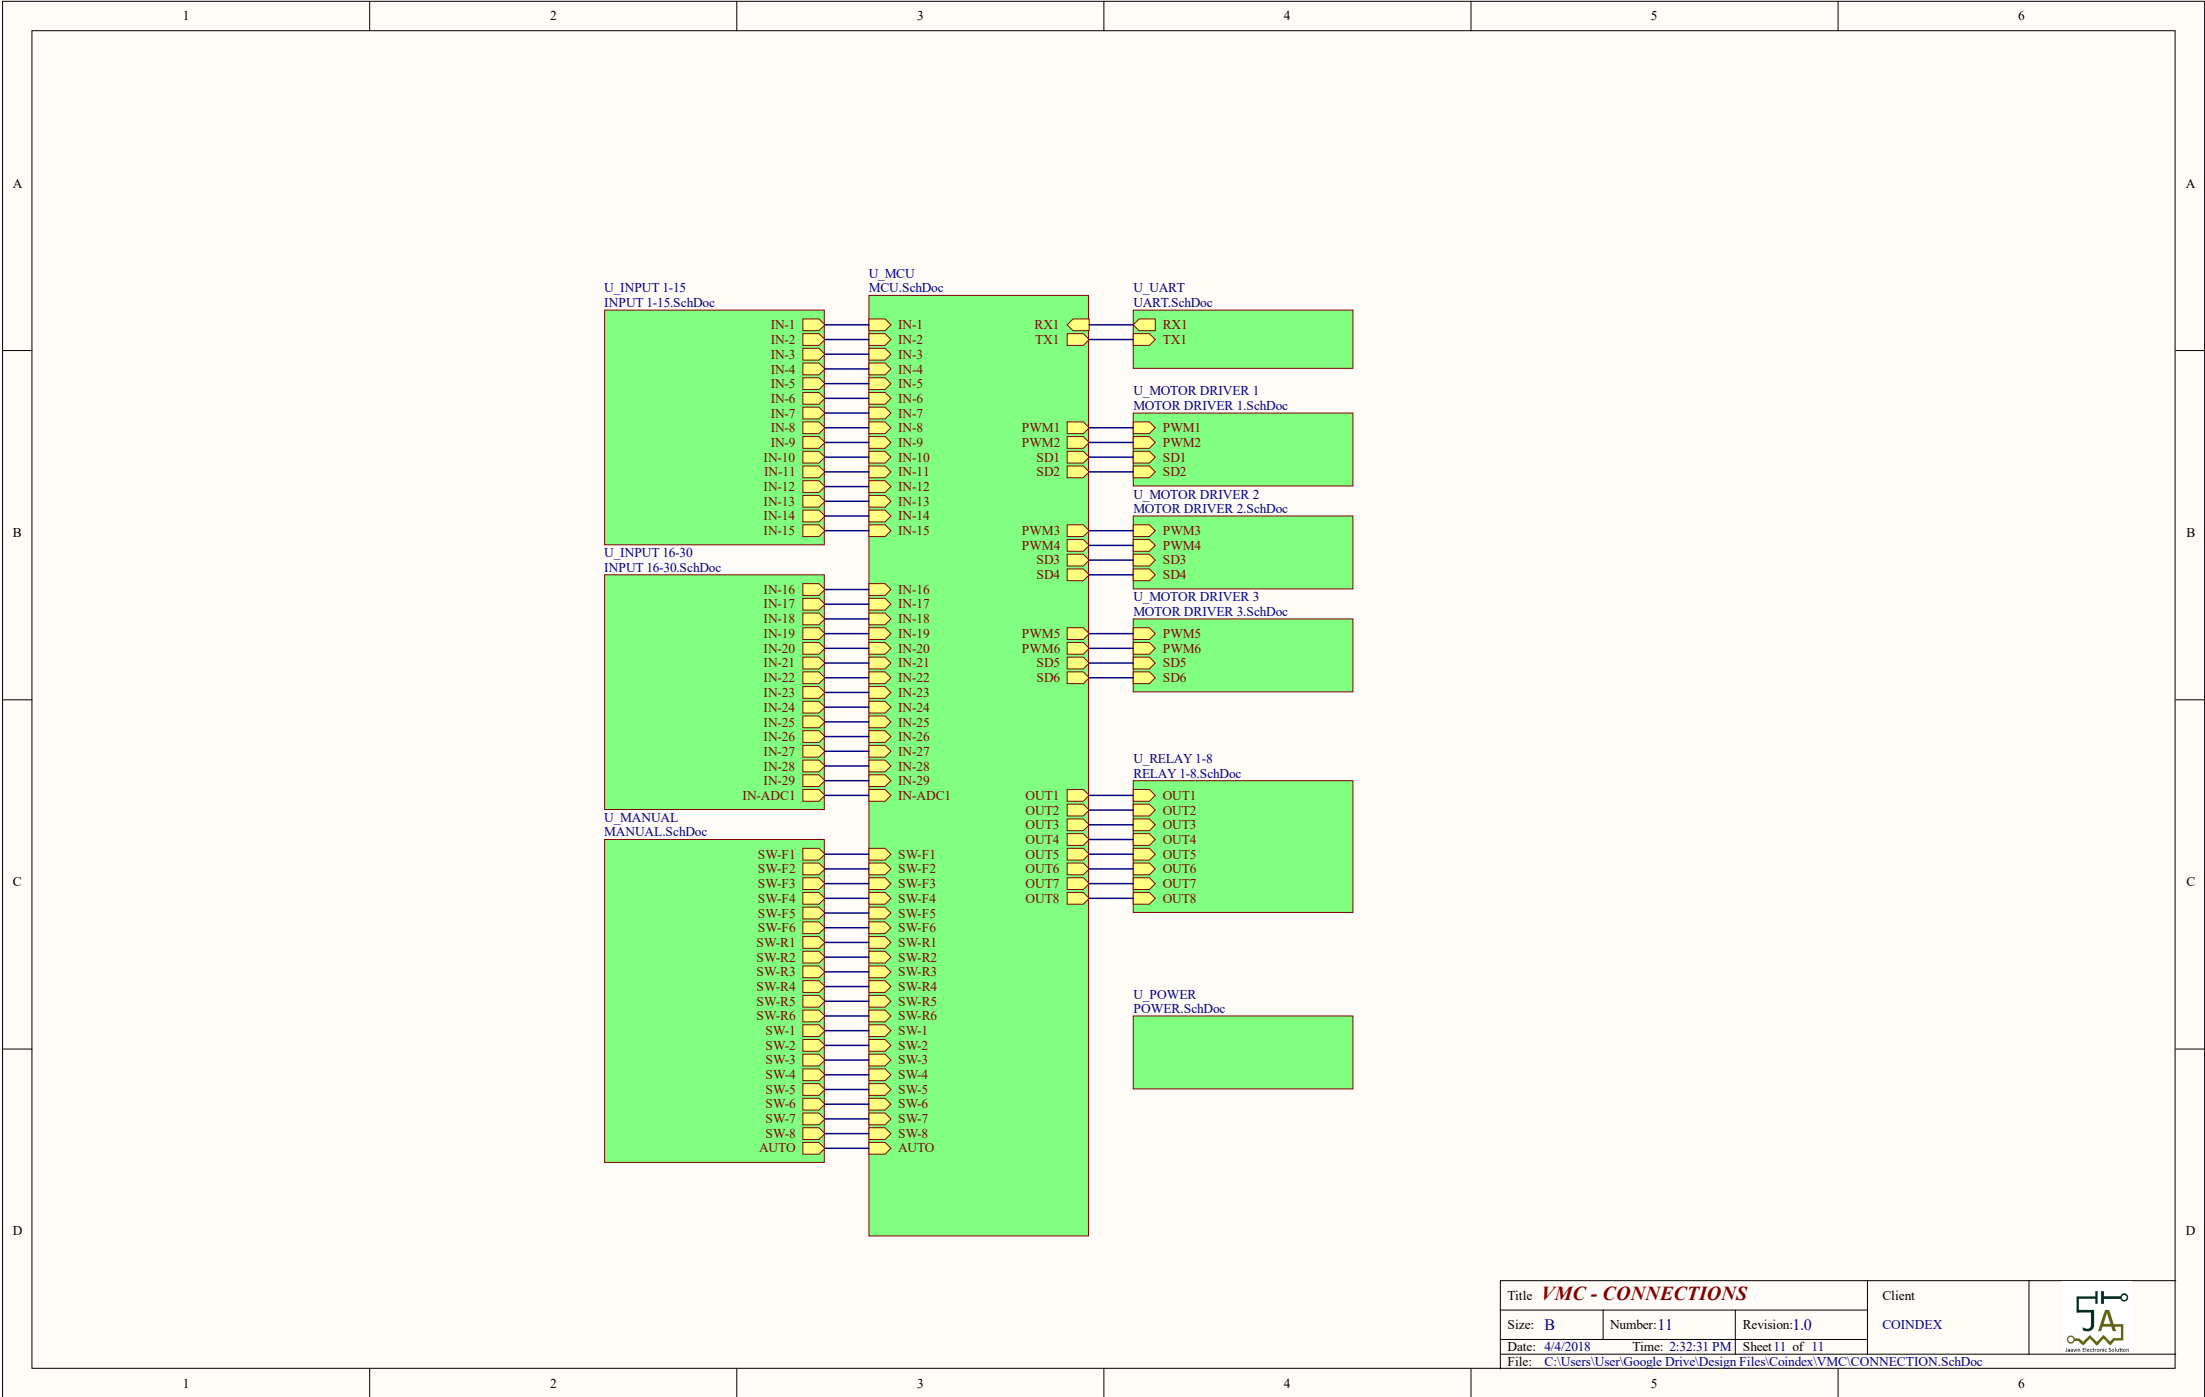 1 2 3 4 5 6
A A
B B
C C
D D
U_INPUT 1-15
INPUT 1-15.SchDoc
IN-1
IN-2
IN-3
IN-4
IN-5
IN-6
IN-7
IN-8
IN-9
IN-10
IN-11
IN-12
IN-13
IN-14
IN-15
U_INPUT 16-30
INPUT 16-30.SchDoc
IN-16
IN-17
IN-18
IN-19
IN-20
IN-21
IN-22
IN-23
IN-24
IN-25
IN-26
IN-27
IN-28
IN-29
IN-ADC1
U_MANUAL
MANUAL.SchDoc
SW-F1
SW-F2
SW-F3
SW-F4
SW-F5
SW-F6
SW-R1
SW-R2
SW-R3
SW-R4
SW-R5
SW-R6
SW-1
SW-2
SW-3
SW-4
SW-5
SW-6
SW-7
SW-8
AUTO
U_MCU
MCU.SchDoc
IN-1
IN-2
IN-3
IN-4
IN-5
IN-6
IN-7
IN-8
IN-9
IN-10
IN-11
IN-12
IN-13
IN-14
IN-15
IN-16
IN-17
IN-18
IN-19
IN-20
IN-21
IN-22
IN-23
IN-24
IN-25
IN-26
IN-27
IN-28
IN-29
IN-ADC1
SW-F1
SW-F2
SW-F3
SW-F4
SW-F5
SW-F6
SW-R1
SW-R2
SW-R3
SW-R4
SW-R5
SW-R6
SW-1
SW-2
SW-3
SW-4
SW-5
SW-6
SW-7
SW-8
AUTO
RX1
TX1
PWM1
PWM2
SD1
SD2
PWM3
PWM4
SD3
SD4
PWM5
PWM6
SD5
SD6
OUT1
OUT2
OUT3
OUT4
OUT5
OUT6
OUT7
OUT8
U_UART
UART.SchDoc
RX1
TX1
U_MOTOR DRIVER 1
MOTOR DRIVER 1.SchDoc
PWM1
PWM2
SD1
SD2
U_MOTOR DRIVER 2
MOTOR DRIVER 2.SchDoc
PWM3
PWM4
SD3
SD4
U_MOTOR DRIVER 3
MOTOR DRIVER 3.SchDoc
PWM5
PWM6
SD5
SD6
U_RELAY 1-8
RELAY 1-8.SchDoc
OUT1
OUT2
OUT3
OUT4
OUT5
OUT6
OUT7
OUT8
U_POWER
POWER.SchDoc
Title VMC - CONNECTIONS
Size: B Number:11 Revision:1.0
Date: 4/4/2018 Time: 2:32:31 PM Sheet 11 of 11
File: C:\Users\User\Google Drive\Design Files\Coindex\VMC\CONNECTION.SchDoc
Client
COINDEX
JA
Jaavin Electronic Solution
1 2 3 4 5 6